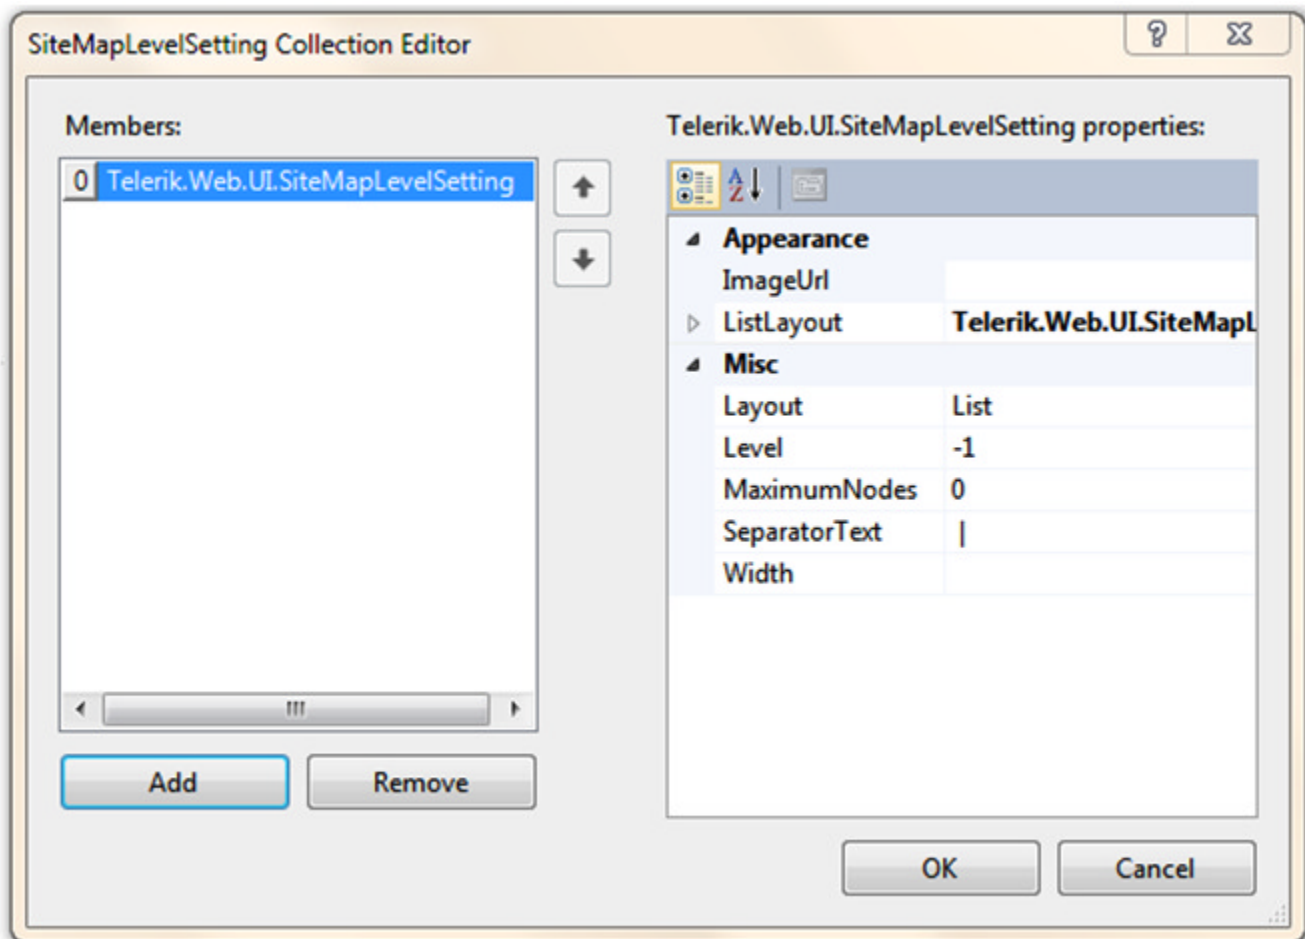 SiteMapLevelSetting Collection Editor
Members:
0 Telerik.Web.UI.SiteMapLevelSetting
Add Remove
Telerik.Web.UI.SiteMapLevelSetting properties:
Appearance
ImageUrl
ListLayout Telerik.Web.UI.SiteMapL
Misc
Layout List
Level -1
MaximumNodes 0
SeparatorText |
Width
OK Cancel